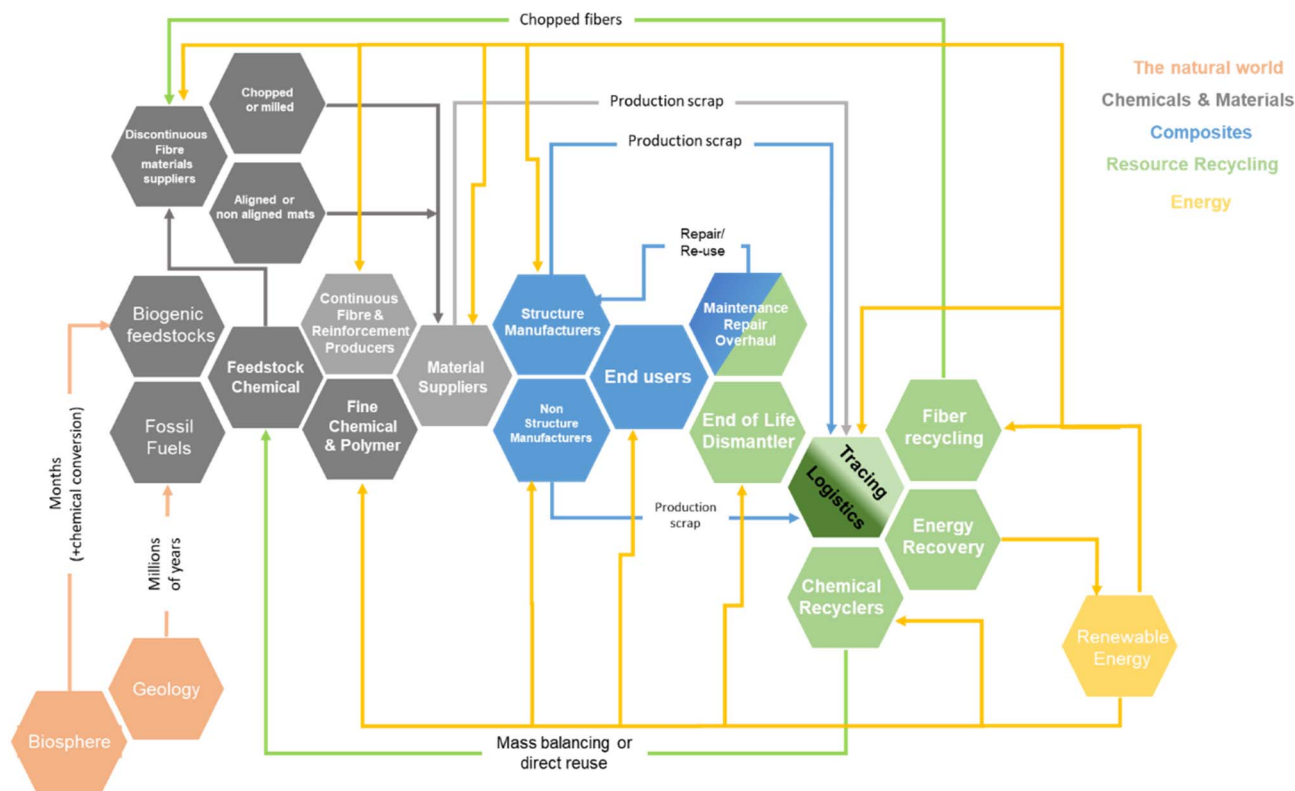 Chopped fibers
The natural world
Chemicals & Materials
Composites
Resource Recycling
Energy
Chopped
or milled
Production scrap
Production scrap
Discontinuous
Fibre
materials
suppliers
Aligned or
non aligned mats
Repair/
Re-use
Biogenic
feedstocks
Continuous
Fibre &
Reinforcement
Producers
Structure
Manufacturers
Maintenance
Repair
Overhaul
Feedstock
Chemical
Material
Suppliers
End users
Fossil
Fuels
Fine
Chemical
& Polymer
Non
Structure
Manufacturers
End of Life
Dismantler
Fiber
recycling
Tracing
Logistics
Months
(+chemical conversion)
Millions
of years
Production
scrap
Energy
Recovery
Chemical
Recyclers
Renewable
Energy
Geology
Biosphere
Mass balancing or
direct reuse